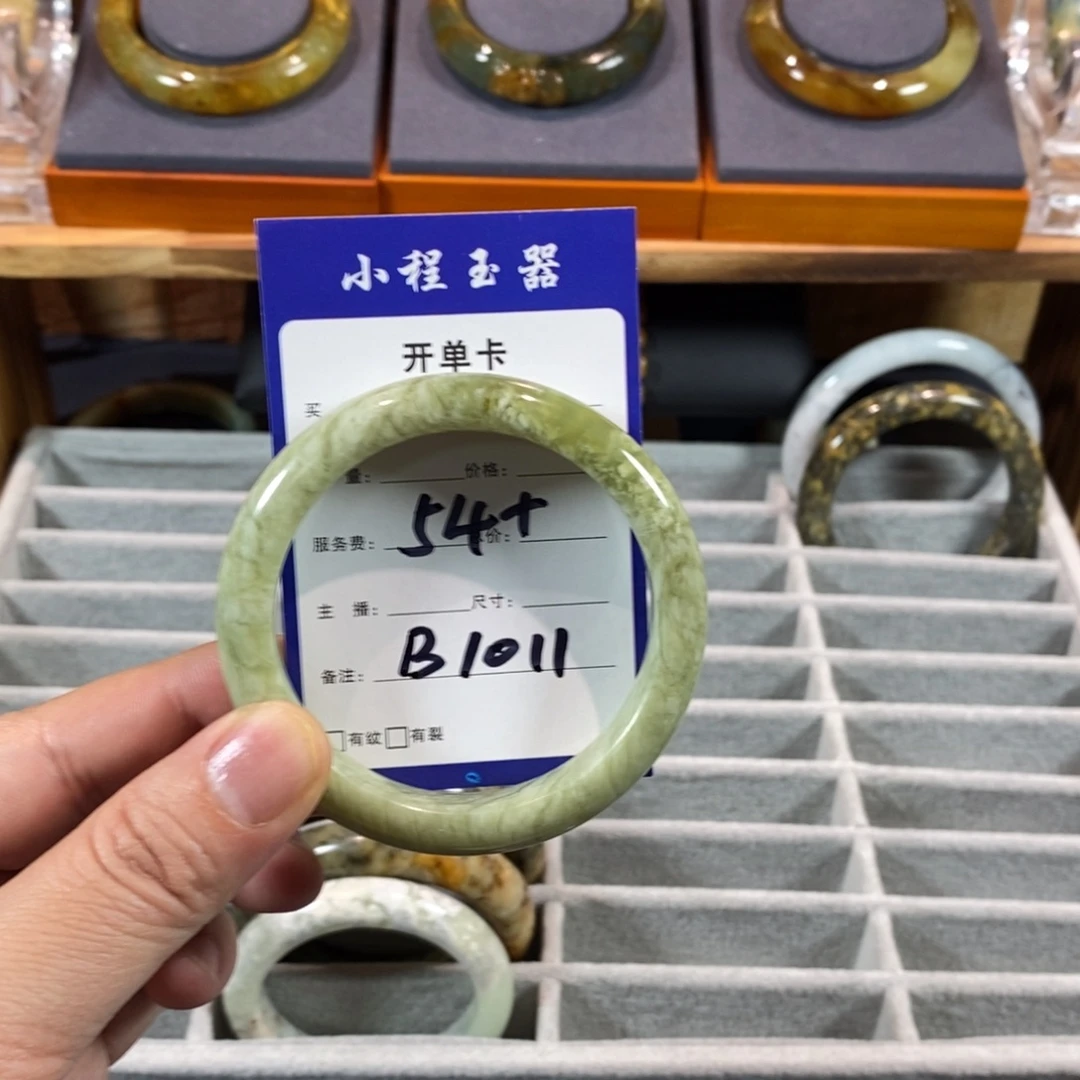 小程玉器
开单卡
买
量: 价格:
54+
服务费: 价:
主 播: 尺寸:
B1011
备注:
有纹 有裂